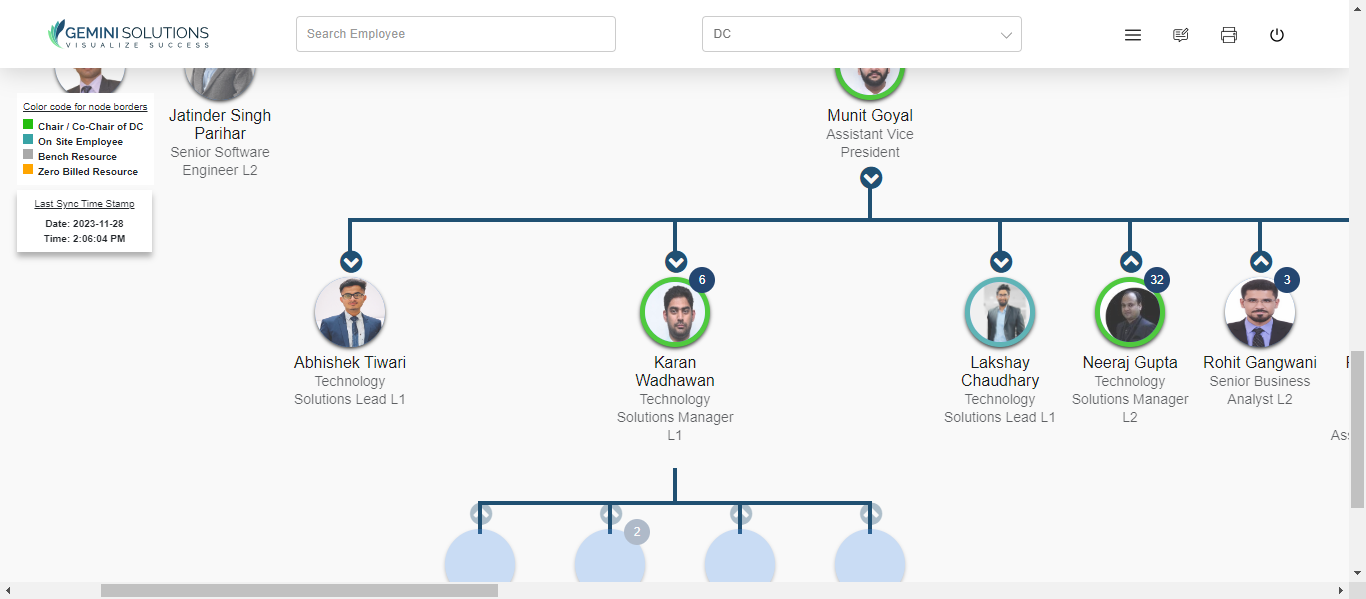 GEMINI SOLUTIONS
VISUALIZE SUCCESS
Search Employee
DC
Color code for node borders
Chair / Co-Chair of DC
On Site Employee
Bench Resource
Zero Billed Resource
Last Sync Time Stamp
Date: 2023-11-28
Time: 2:06:04 PM
Jatinder Singh
Parihar
Senior Software
Engineer L2
Munit Goyal
Assistant Vice
President
Abhishek Tiwari
Technology
Solutions Lead L1
6
Karan
Wadhawan
Technology
Solutions Manager
L1
Lakshay
Chaudhary
Technology
Solutions Lead L1
32
Neeraj Gupta
Technology
Solutions Manager
L2
3
Rohit Gangwani
Senior Business
Analyst L2
2